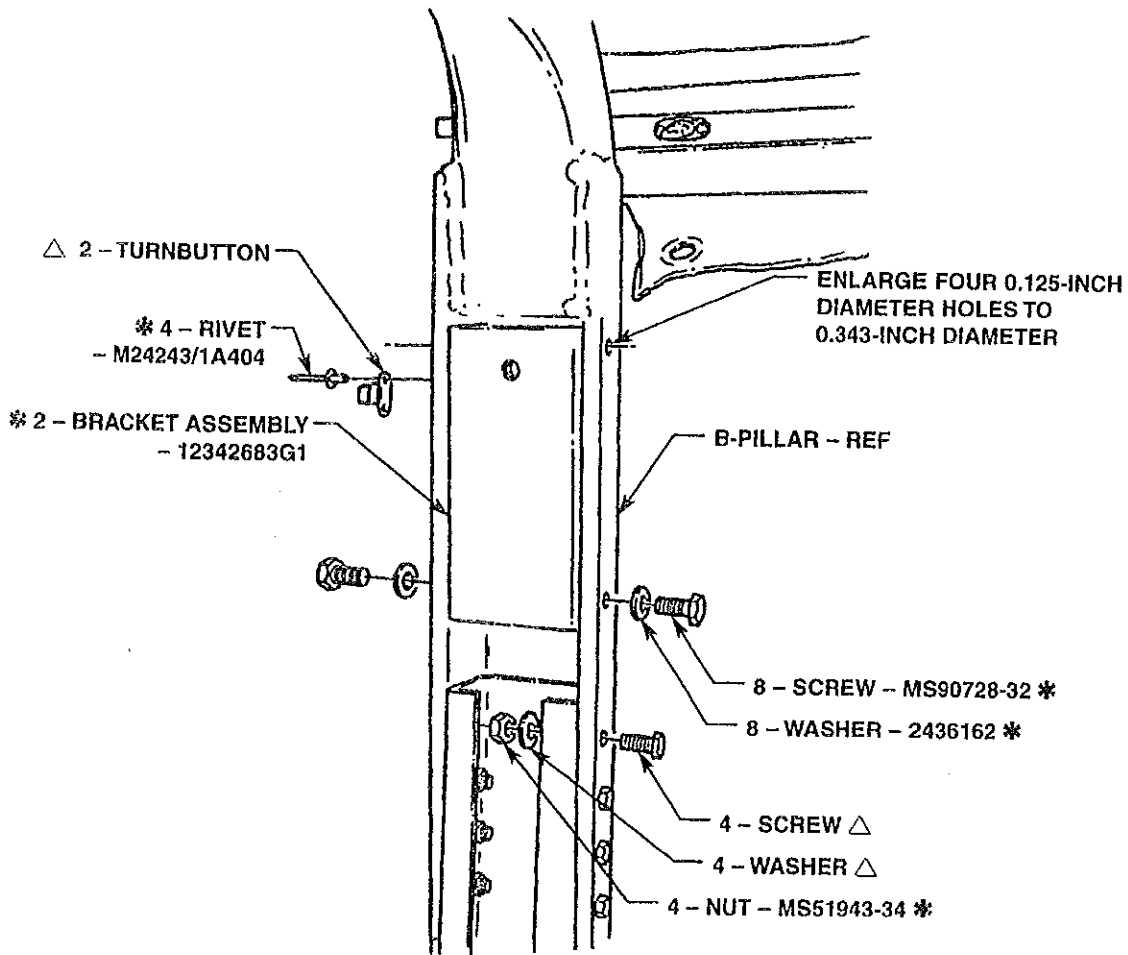 △ 2 – TURNBUTTON
✱ 4 – RIVET
– M24243/1A404
✱ 2 – BRACKET ASSEMBLY
– 12342683G1
ENLARGE FOUR 0.125-INCH
DIAMETER HOLES TO
0.343-INCH DIAMETER
B-PILLAR – REF
8 – SCREW – MS90728-32 ✱
8 – WASHER – 2436162 ✱
4 – SCREW △
4 – WASHER △
4 – NUT – MS51943-34 ✱